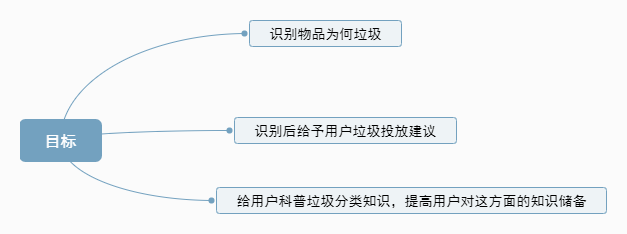 识别物品为何垃圾
识别后给予用户垃圾投放建议
目标
给用户科普垃圾分类知识，提高用户对这方面的知识储备